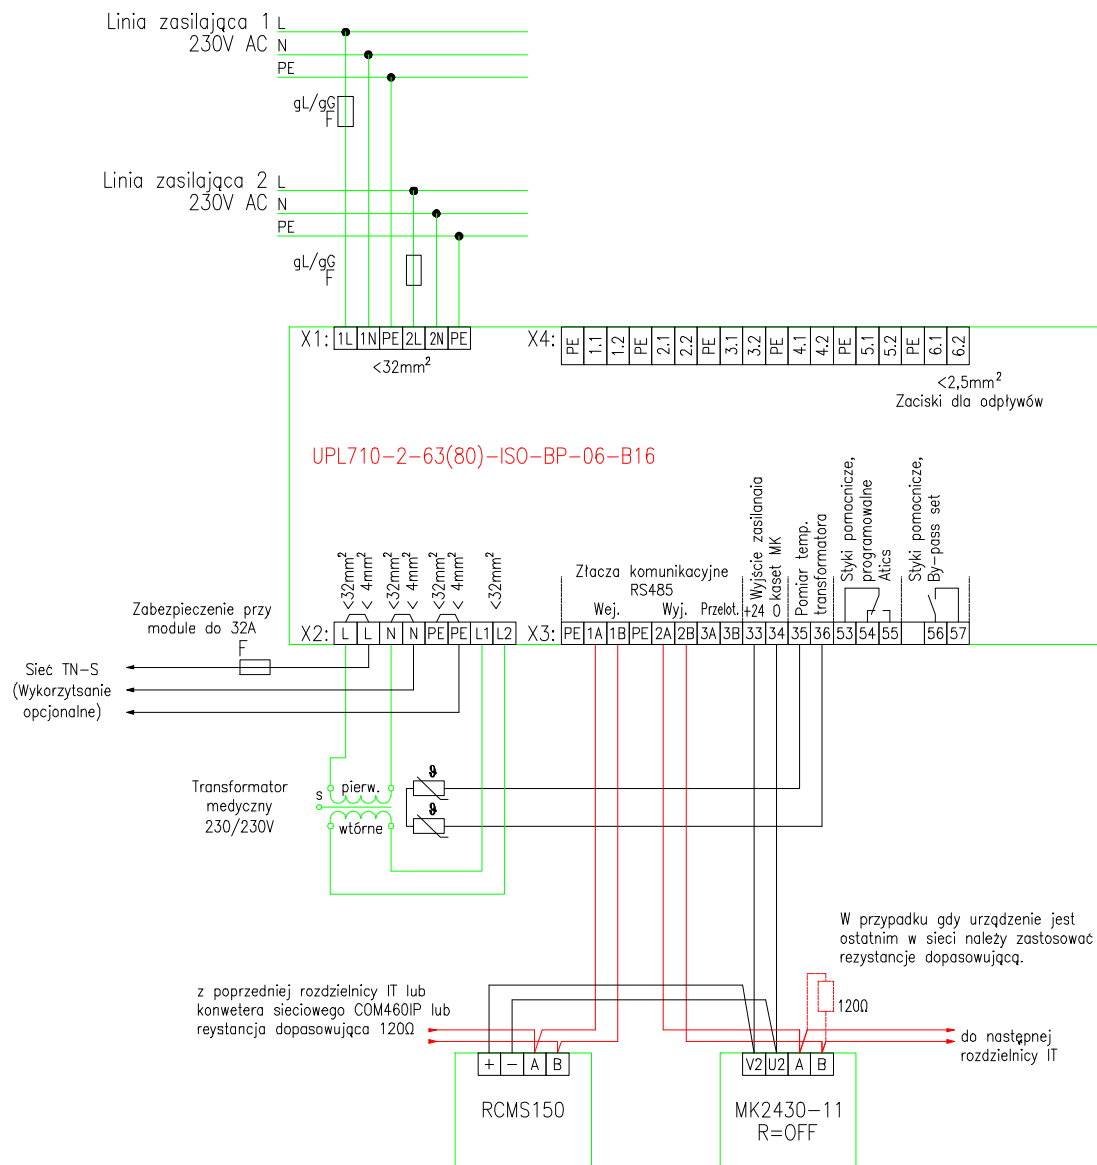 Linia zasilająca 1 L
230V AC N
PE
gL/gG
F
Linia zasilająca 2 L
230V AC N
PE
gL/gG
F
X1: 1L 1N PE 2L 2N PE
<32mm²
X4: PE 1.1 1.2 PE 2.1 2.2 PE 3.1 3.2 PE 4.1 4.2 PE 5.1 5.2 PE 6.1 6.2
<2,5mm²
Zaciski dla odpływów
UPL710-2-63(80)-ISO-BP-06-B16
<32mm²
< 4mm²
<32mm²
< 4mm²
<32mm²
< 4mm²
<32mm²
Złacza komunikacyjne
RS485
Wej. Wyj. Przelot.
Wyjście zasilanaia
kaset MK
+24 0
Pomiar temp.
transformatora
Styki pomocnicze,
programowalne
Atics
Styki pomocnicze,
By-pass set
X2: L L N N PE PE L1 L2
X3: PE 1A 1B PE 2A 2B 3A 3B 33 34 35 36 53 54 55 56 57
Zabezpieczenie przy
module do 32A
F
Sieć TN-S
(Wykorzytsanie
opcjonalne)
Transformator
medyczny
230/230V
S
pierw.
wtórne
ϑ
ϑ
W przypadku gdy urządzenie jest
ostatnim w sieci należy zastosować
rezystancje dopasowującą.
120Ω
z poprzedniej rozdzielnicy IT lub
konwetera sieciowego COM460IP lub
reystancja dopasowująca 120Ω
do następnej
rozdzielnicy IT
+ - A B
RCMS150
V2 U2 A B
MK2430-11
R=OFF